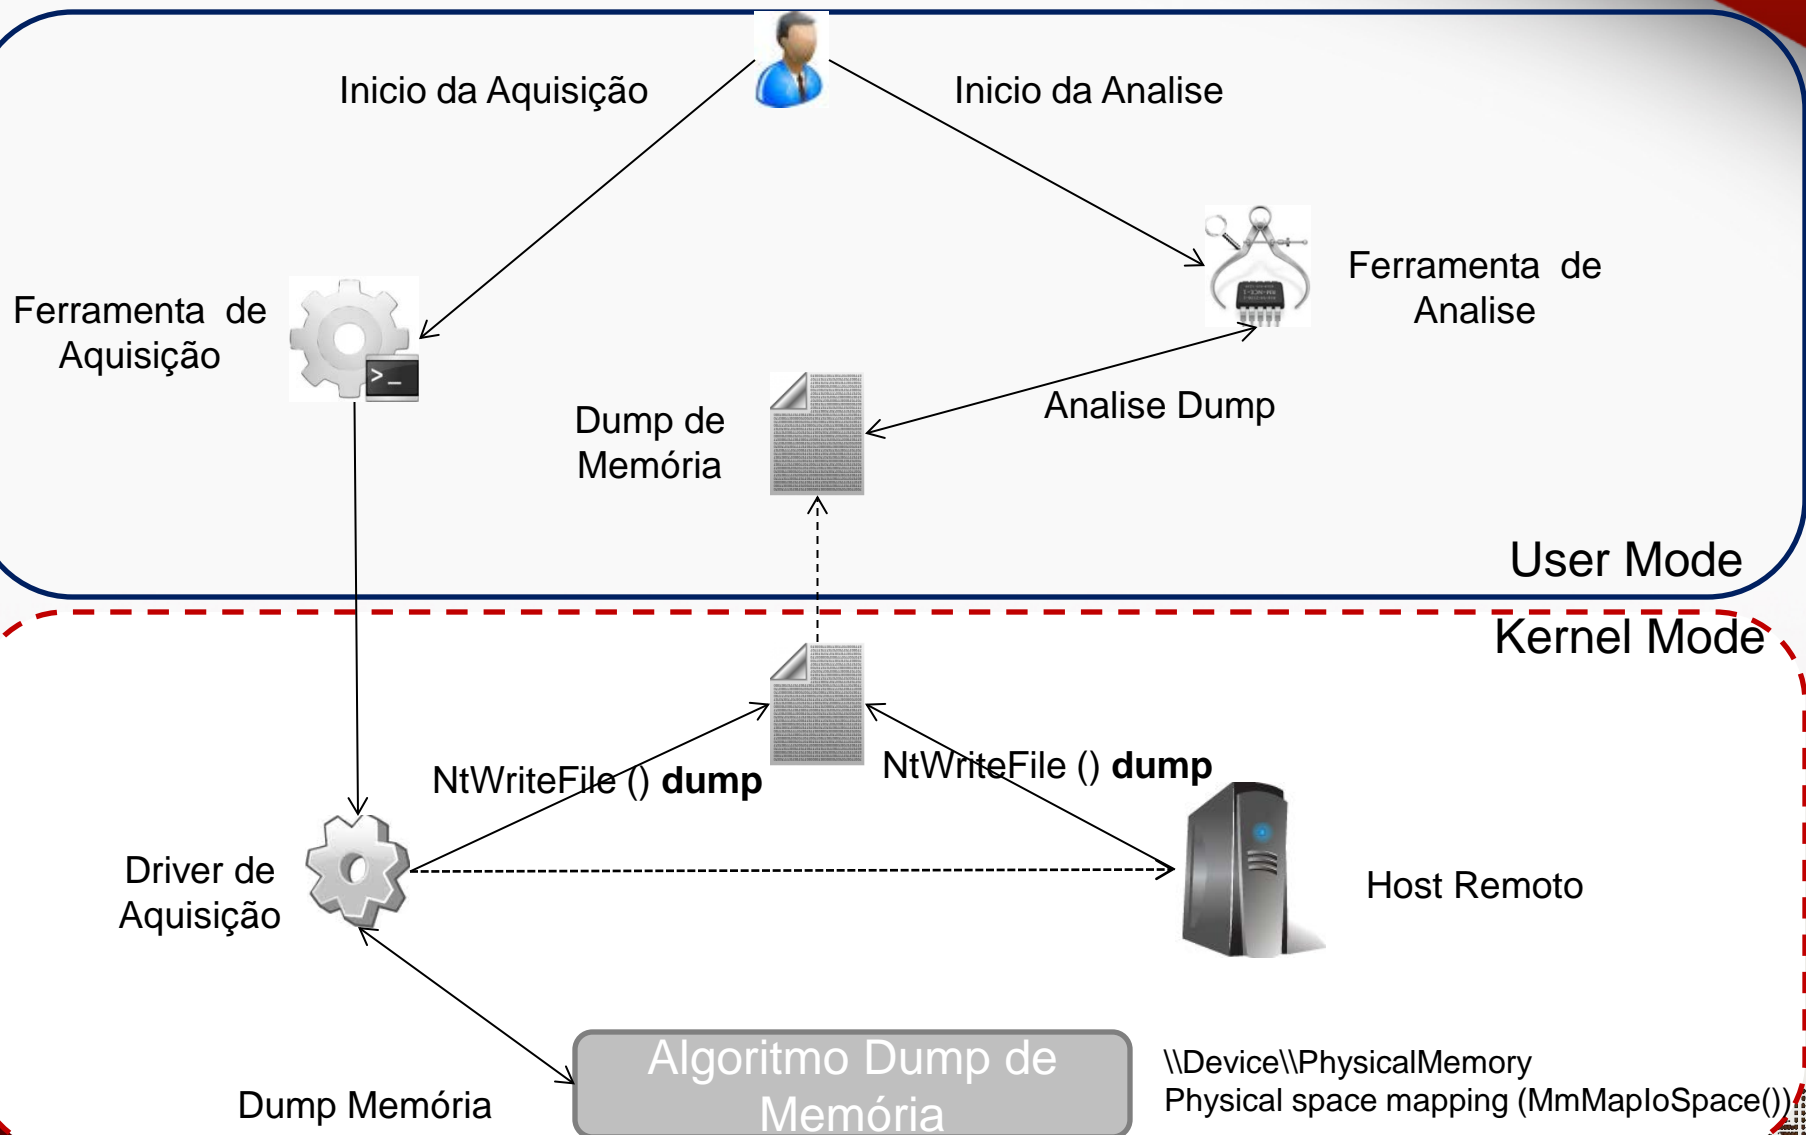 Inicio da Aquisição
Inicio da Analise
Ferramenta de
Aquisição
>_
Ferramenta de
Analise
Dump de
Memória
Analise Dump
User Mode
Kernel Mode
NtWriteFile () dump
NtWriteFile () dump
Driver de
Aquisição
Host Remoto
Dump Memória
Algoritmo Dump de
Memória
\\Device\\PhysicalMemory
Physical space mapping (MmMapIoSpace())